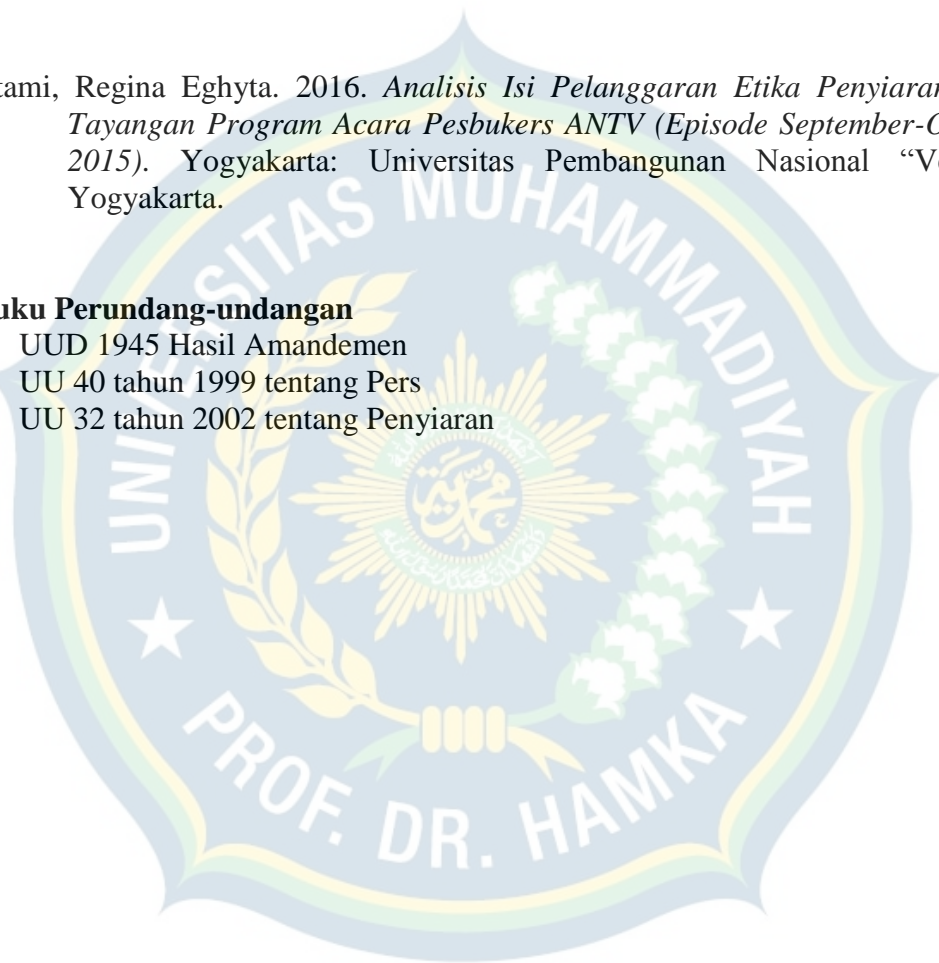 tami, Regina Eghyta. 2016. Analisis Isi Pelanggaran Etika Penyiaran
Tayangan Program Acara Pesbukers ANTV (Episode September-O
2015). Yogyakarta: Universitas Pembangunan Nasional “V
Yogyakarta.
uku Perundang-undangan
UUD 1945 Hasil Amandemen
UU 40 tahun 1999 tentang Pers
UU 32 tahun 2002 tentang Penyiaran
UNIVERSITAS MUHAMMADIYAH
PROF. DR. HAMKA